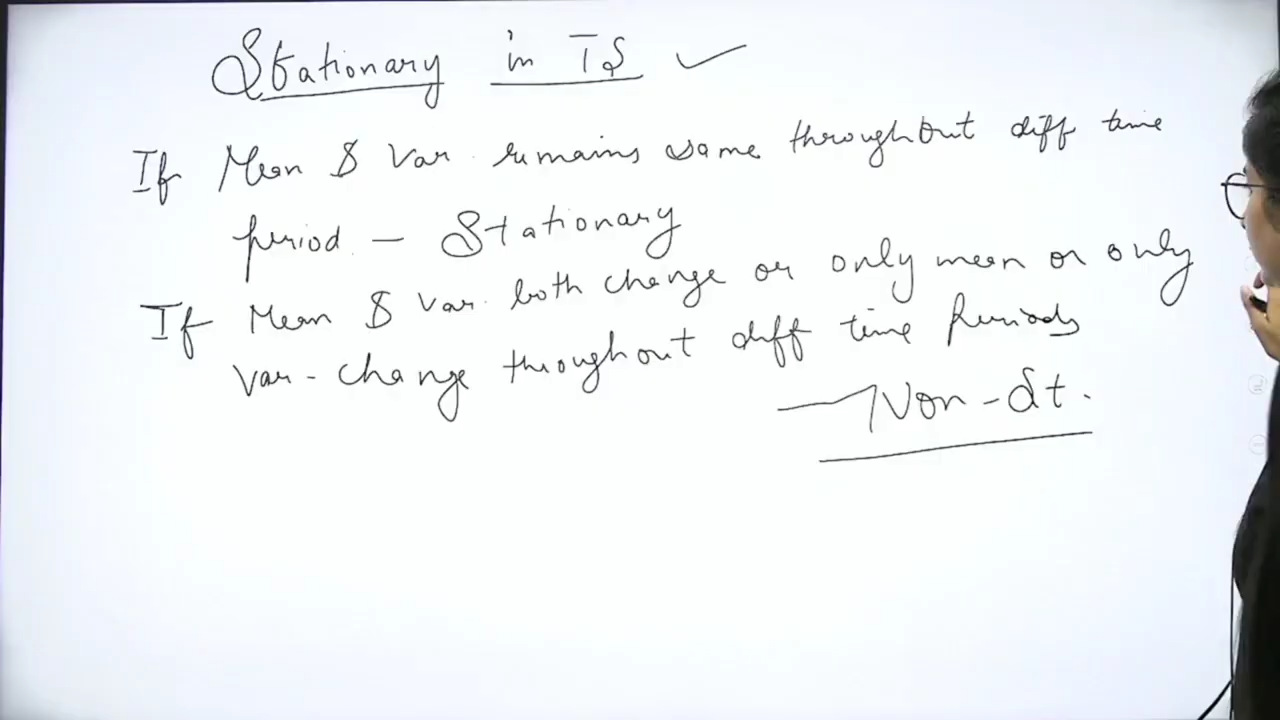 Stationary in TS
If Mean & Var. remains same throughout diff time
period - Stationary
If Mean & Var. both change or only mean or only
var. change throughout diff time periods
Non-St.